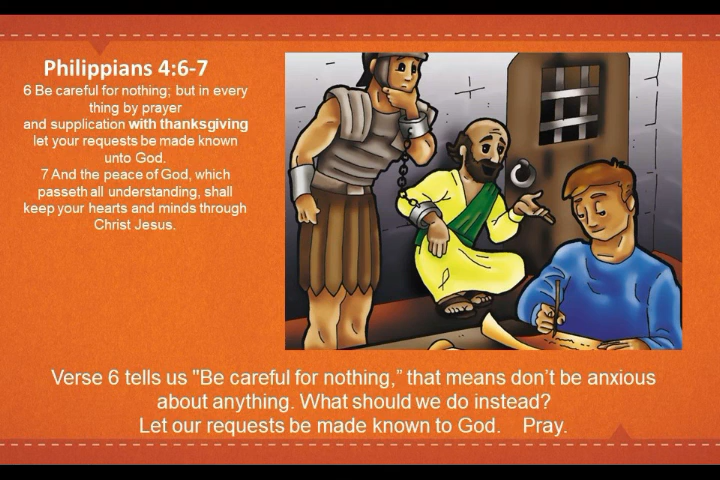 Philippians 4:6-7
6 Be careful for nothing; but in every
thing by prayer
and supplication with thanksgiving
let your requests be made known
unto God.
7 And the peace of God, which
passeth all understanding, shall
keep your hearts and minds through
Christ Jesus.
Verse 6 tells us "Be careful for nothing,” that means don’t be anxious
about anything. What should we do instead?
Let our requests be made known to God. Pray.